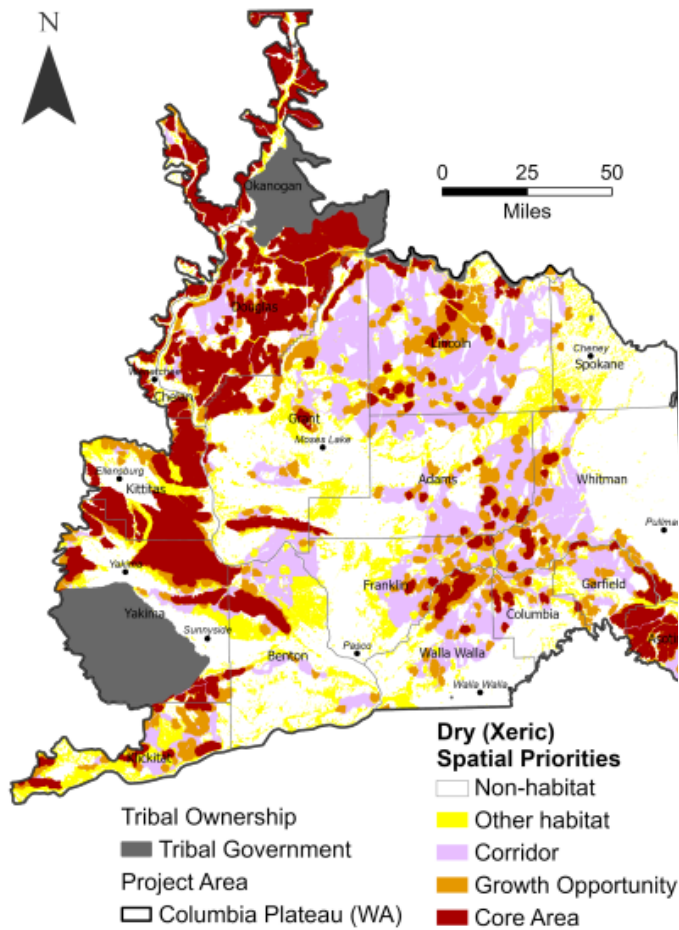 N
Okanogan
0 25 50
Miles
Douglas
Lincoln
Cheney
Spokane
Wenatchee
Chelan
Grant
Moses Lake
Ellensburg
Kittitas
Adams
Whitman
Pullma
Yakima
Franklin
Garfield
Yakima
Columbia
Sunnyside
Benton
Pasco
Walla Walla
Asoti
Walla Walla
Klickitat
Dry (Xeric)
Spatial Priorities
Non-habitat
Other habitat
Corridor
Growth Opportunity
Core Area
Tribal Ownership
Tribal Government
Project Area
Columbia Plateau (WA)